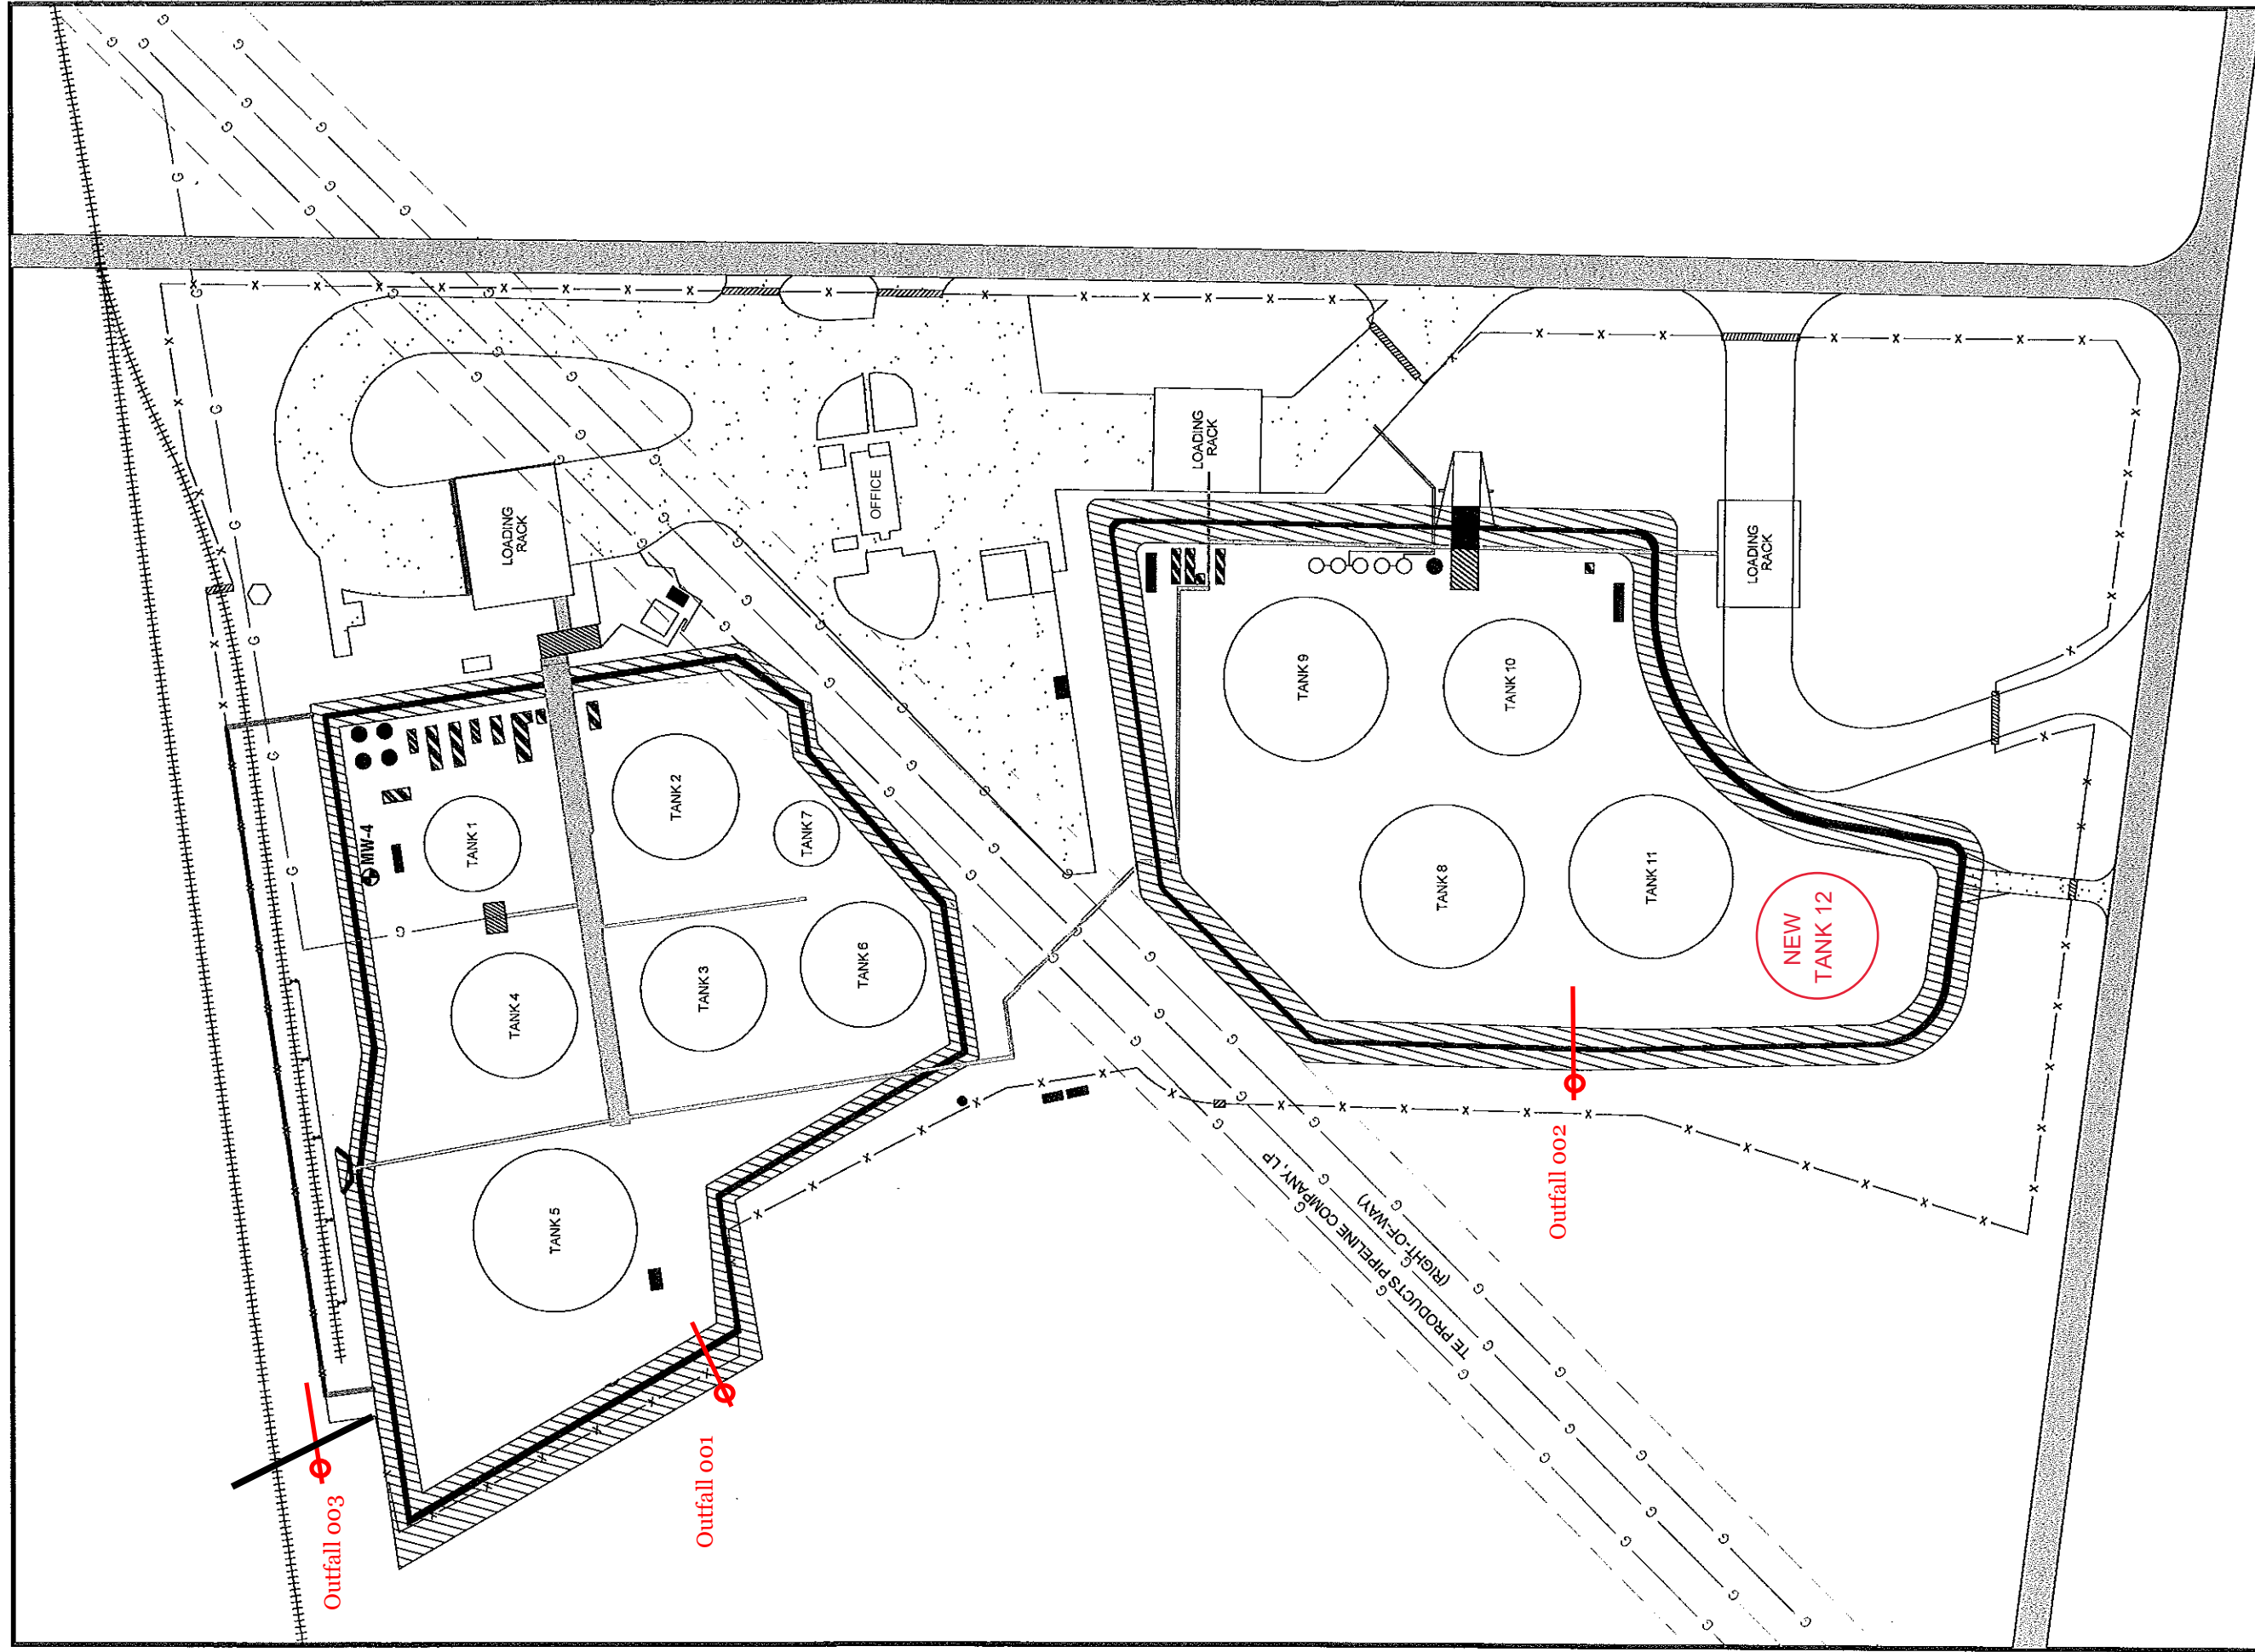 LOADING
RACK
OFFICE
LOADING
RACK
LOADING
RACK
MW-4
TANK 1
TANK 2
TANK 7
TANK 4
TANK 3
TANK 6
TANK 5
TANK 9
TANK 10
TANK 8
TANK 11
NEW
TANK 12
TE PRODUCTS PIPELINE COMPANY, LP
(RIGHT-OF-WAY)
Outfall 003
Outfall 001
Outfall 002